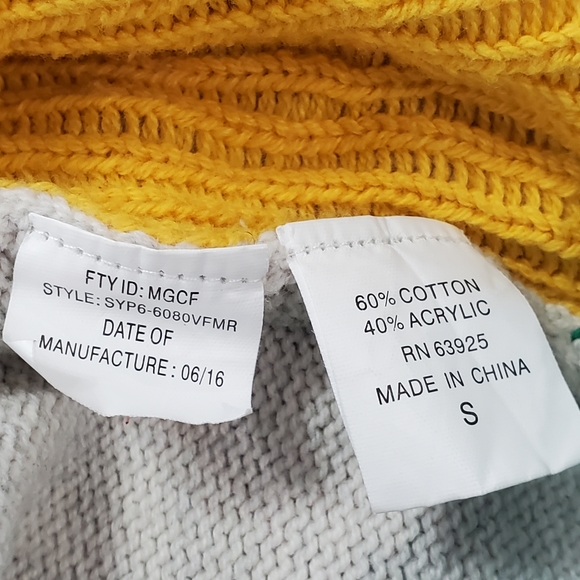 FTY ID: MGCF
STYLE: SYP6-6080VFMR
DATE OF
MANUFACTURE: 06/16
60% COTTON
40% ACRYLIC
RN 63925
MADE IN CHINA
S